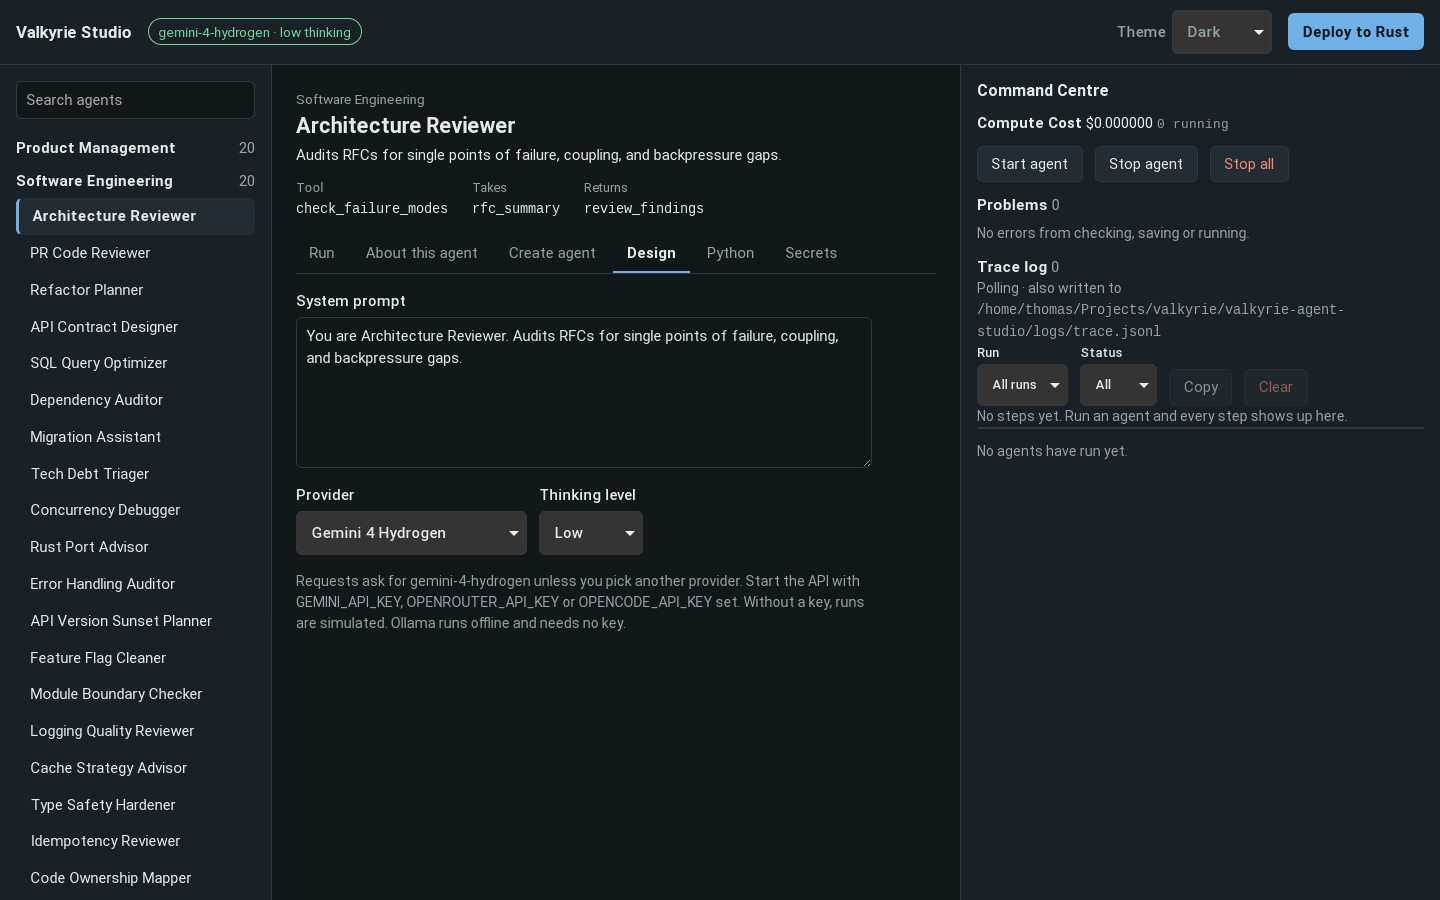 Valkyrie Studio
gemini-4-hydrogen · low thinking
Theme
Dark
Deploy to Rust
Search agents
Product Management 20
Software Engineering 20
Architecture Reviewer
PR Code Reviewer
Refactor Planner
API Contract Designer
SQL Query Optimizer
Dependency Auditor
Migration Assistant
Tech Debt Triager
Concurrency Debugger
Rust Port Advisor
Error Handling Auditor
API Version Sunset Planner
Feature Flag Cleaner
Module Boundary Checker
Logging Quality Reviewer
Cache Strategy Advisor
Type Safety Hardener
Idempotency Reviewer
Code Ownership Mapper
Software Engineering
Architecture Reviewer
Audits RFCs for single points of failure, coupling, and backpressure gaps.
Tool Takes Returns
check_failure_modes rfc_summary review_findings
Run About this agent Create agent Design Python Secrets
System prompt
You are Architecture Reviewer. Audits RFCs for single points of failure, coupling,
and backpressure gaps.
Provider Thinking level
Gemini 4 Hydrogen Low
Requests ask for gemini-4-hydrogen unless you pick another provider. Start the API with
GEMINI_API_KEY, OPENROUTER_API_KEY or OPENCODE_API_KEY set. Without a key, runs
are simulated. Ollama runs offline and needs no key.
Command Centre
Compute Cost $0.000000 0 running
Start agent Stop agent Stop all
Problems 0
No errors from checking, saving or running.
Trace log 0
Polling · also written to
/home/thomas/Projects/valkyrie/valkyrie-agent-
studio/logs/trace.jsonl
Run Status
All runs All Copy Clear
No steps yet. Run an agent and every step shows up here.
No agents have run yet.